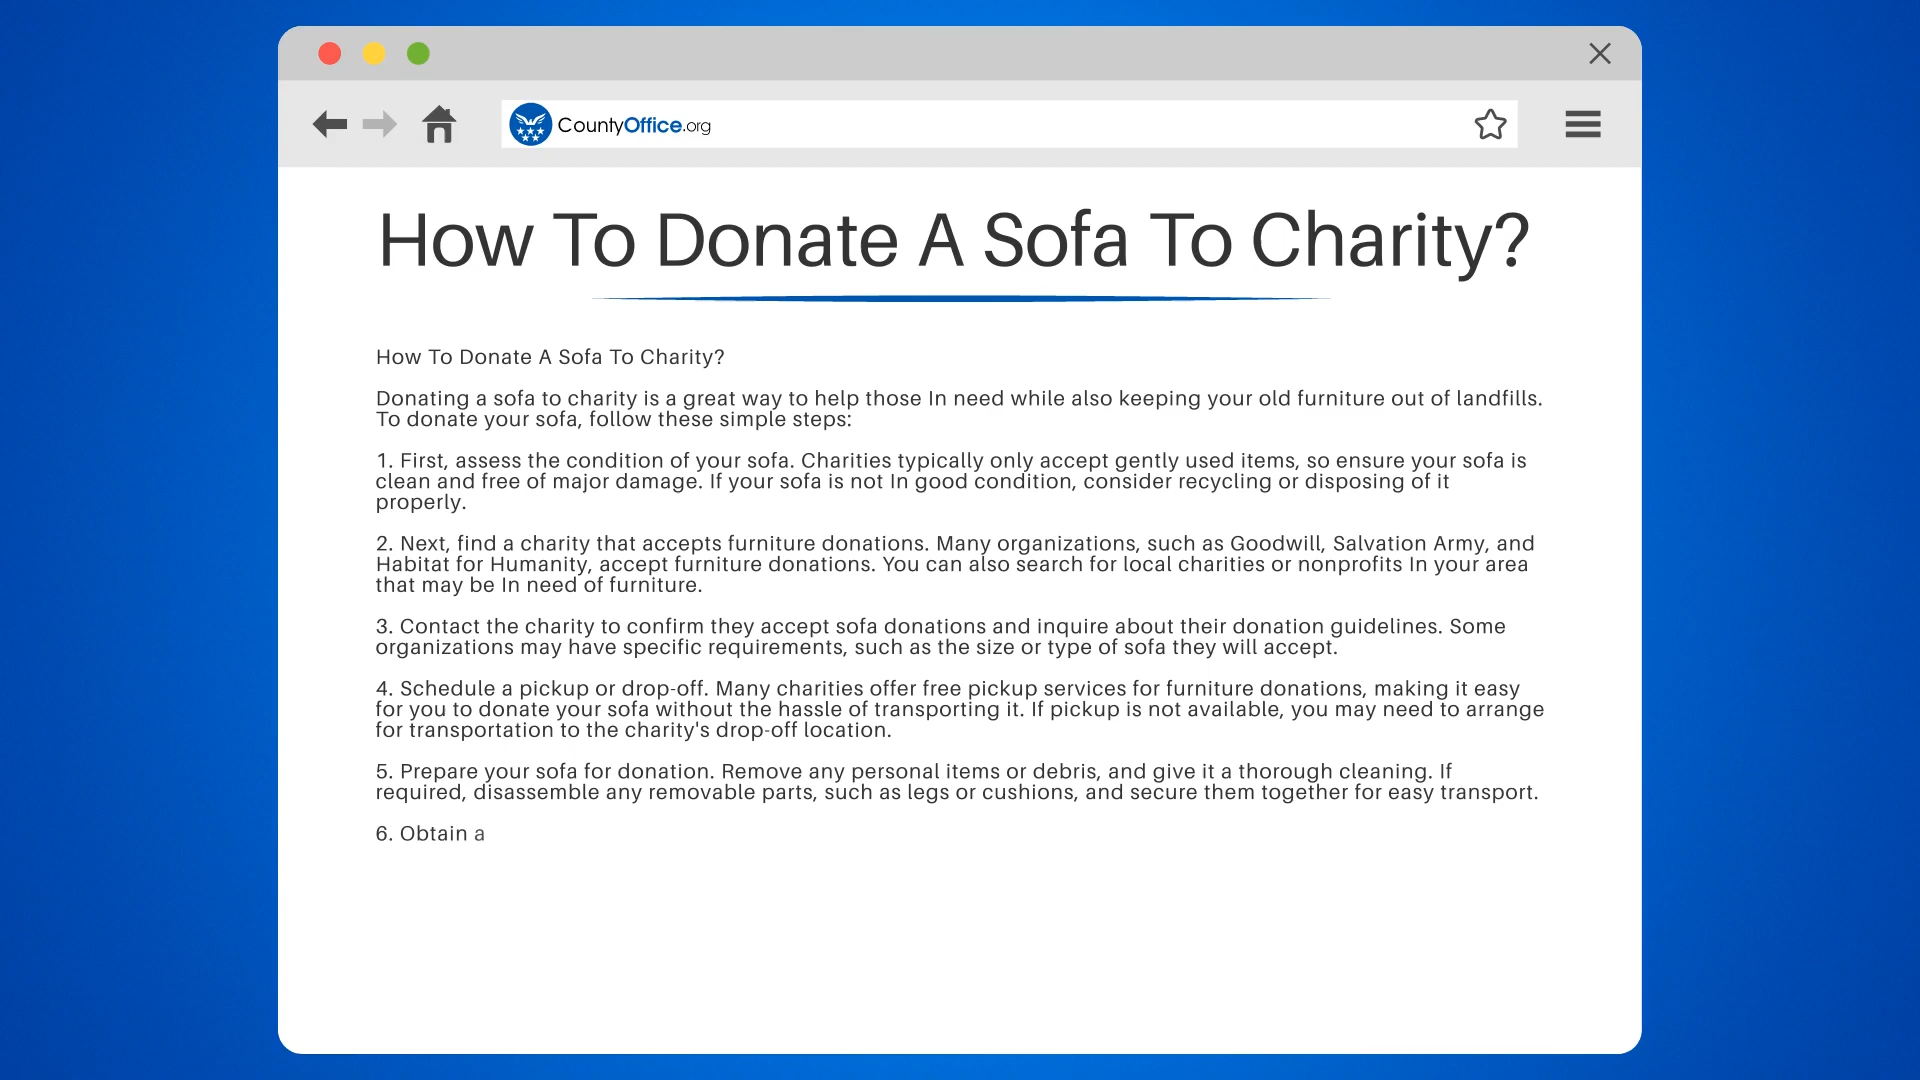 CountyOffice.org
How To Donate A Sofa To Charity?
How To Donate A Sofa To Charity?
Donating a sofa to charity is a great way to help those In need while also keeping your old furniture out of landfills.
To donate your sofa, follow these simple steps:
1. First, assess the condition of your sofa. Charities typically only accept gently used items, so ensure your sofa is
clean and free of major damage. If your sofa is not In good condition, consider recycling or disposing of it
properly.
2. Next, find a charity that accepts furniture donations. Many organizations, such as Goodwill, Salvation Army, and
Habitat for Humanity, accept furniture donations. You can also search for local charities or nonprofits In your area
that may be In need of furniture.
3. Contact the charity to confirm they accept sofa donations and inquire about their donation guidelines. Some
organizations may have specific requirements, such as the size or type of sofa they will accept.
4. Schedule a pickup or drop-off. Many charities offer free pickup services for furniture donations, making it easy
for you to donate your sofa without the hassle of transporting it. If pickup is not available, you may need to arrange
for transportation to the charity's drop-off location.
5. Prepare your sofa for donation. Remove any personal items or debris, and give it a thorough cleaning. If
required, disassemble any removable parts, such as legs or cushions, and secure them together for easy transport.
6. Obtain a